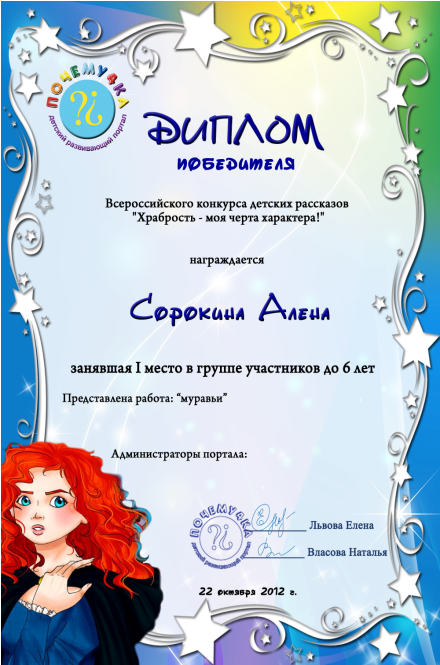 ПОЧЕМУ4КА
детский развивающий портал
ДИПЛОМ
ПОБЕДИТЕЛЯ
Всероссийского конкурса детских рассказов
"Храбрость - моя черта характера!"
награждается
Сорокина Алена
занявшая I место в группе участников до 6 лет
Представлена работа: “муравьи”
Администраторы портала:
ПОЧЕМУ4КА
детский развивающий портал
Львова Елена
Власова Наталья
22 октября 2012 г.